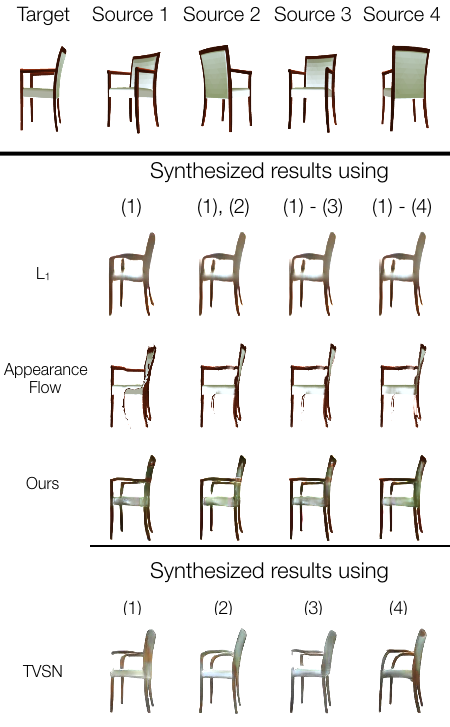 Target Source 1 Source 2 Source 3 Source 4
Synthesized results using
(1) (1), (2) (1) - (3) (1) - (4)
L₁
Appearance
Flow
Ours
Synthesized results using
(1) (2) (3) (4)
TVSN